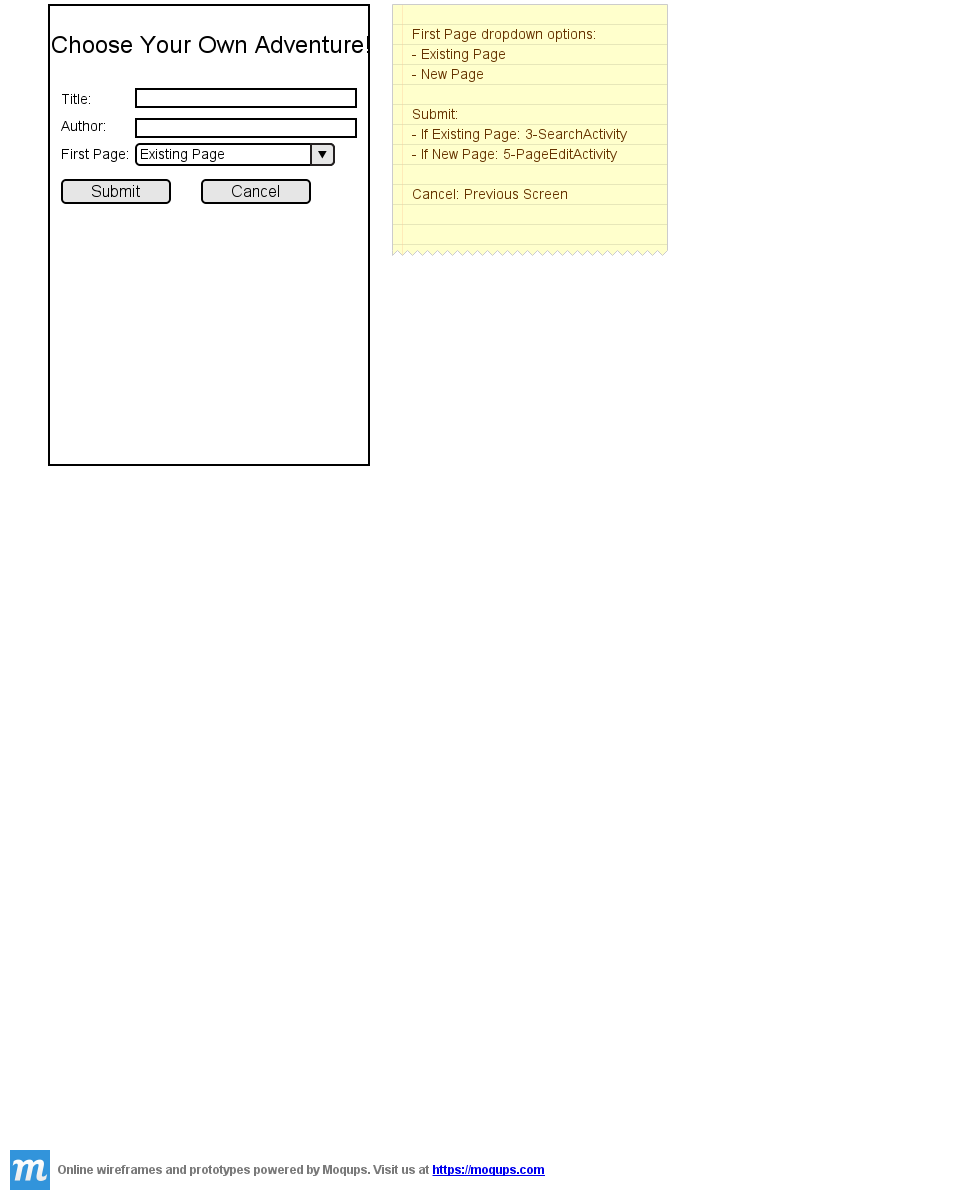 Choose Your Own Adventure!
Title:
Author:
First Page: Existing Page ▼
Submit Cancel
First Page dropdown options:
- Existing Page
- New Page
Submit:
- If Existing Page: 3-SearchActivity
- If New Page: 5-PageEditActivity
Cancel: Previous Screen
m Online wireframes and prototypes powered by Moqups. Visit us at https://moqups.com